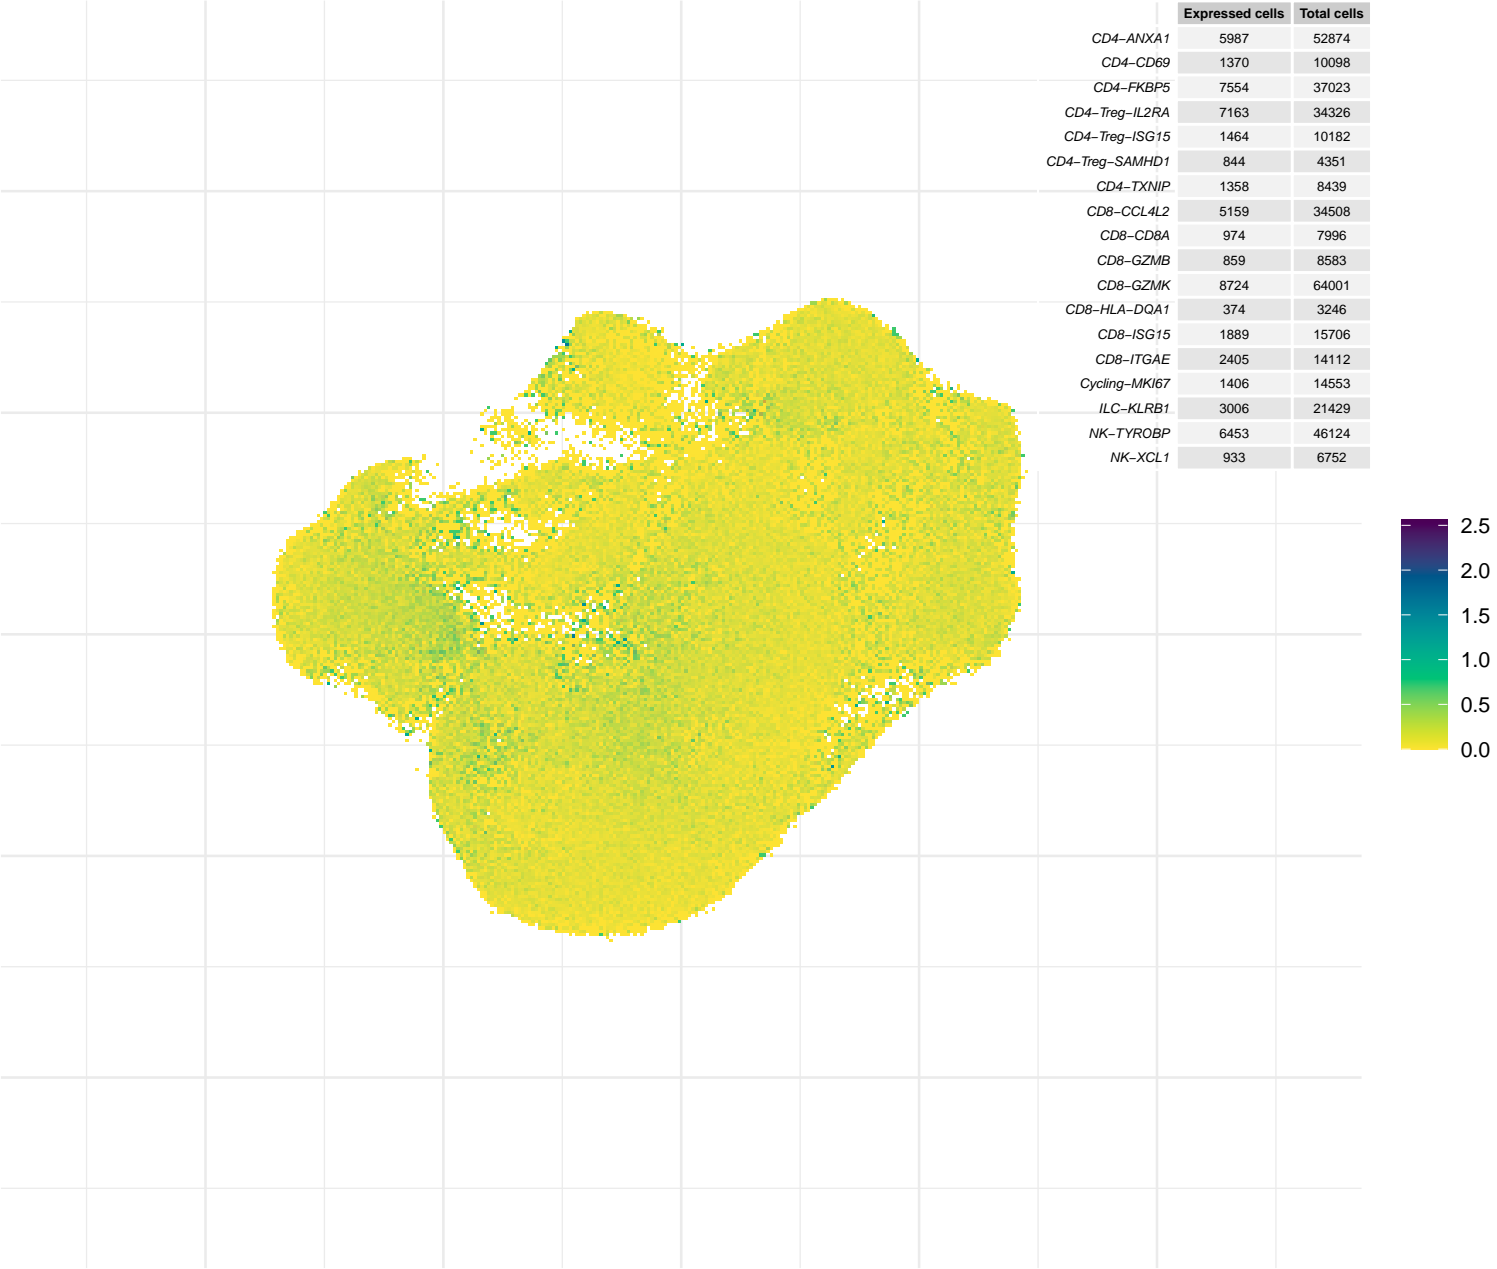 Expressed cells Total cells
CD4−ANXA1 5987 52874
CD4−CD69 1370 10098
CD4−FKBP5 7554 37023
CD4−Treg−IL2RA 7163 34326
CD4−Treg−ISG15 1464 10182
CD4−Treg−SAMHD1 844 4351
CD4−TXNIP 1358 8439
CD8−CCL4L2 5159 34508
CD8−CD8A 974 7996
CD8−GZMB 859 8583
CD8−GZMK 8724 64001
CD8−HLA−DQA1 374 3246
CD8−ISG15 1889 15706
CD8−ITGAE 2405 14112
Cycling−MKI67 1406 14553
ILC−KLRB1 3006 21429
NK−TYROBP 6453 46124
NK−XCL1 933 6752
2.5
2.0
1.5
1.0
0.5
0.0